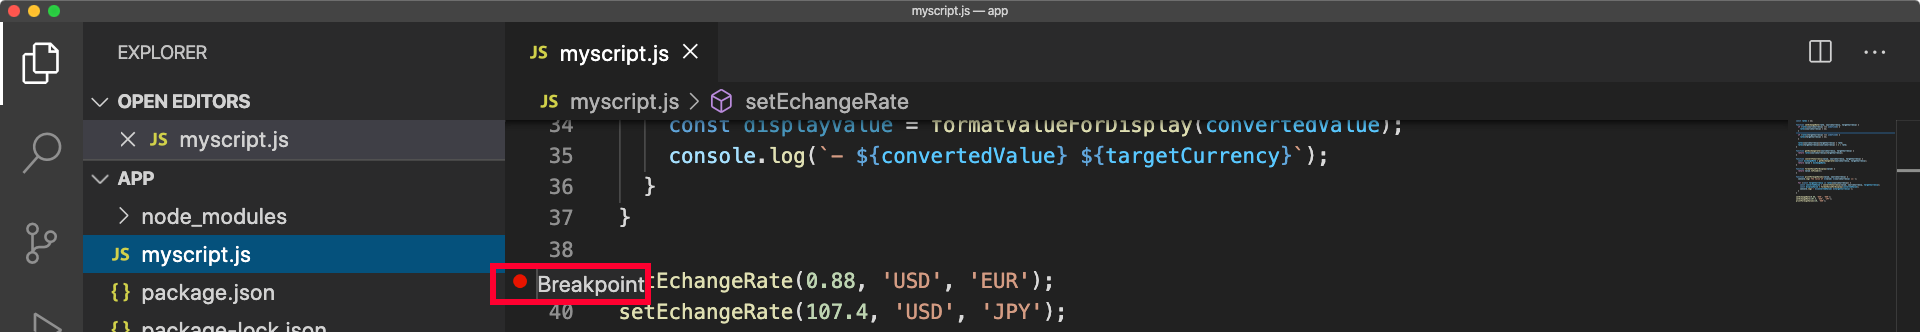 myscript.js — app
EXPLORER
OPEN EDITORS
JS myscript.js
APP
node_modules
JS myscript.js
{} package.json
{} package-lock.json
JS myscript.js
JS myscript.js > setEchangeRate
34 const displayValue = formatValueForDisplay(convertedValue);
35 console.log(`- ${convertedValue} ${targetCurrency}`);
36 }
37 }
38
Breakpoint tEchangeRate(0.88, 'USD', 'EUR');
40 setEchangeRate(107.4, 'USD', 'JPY');